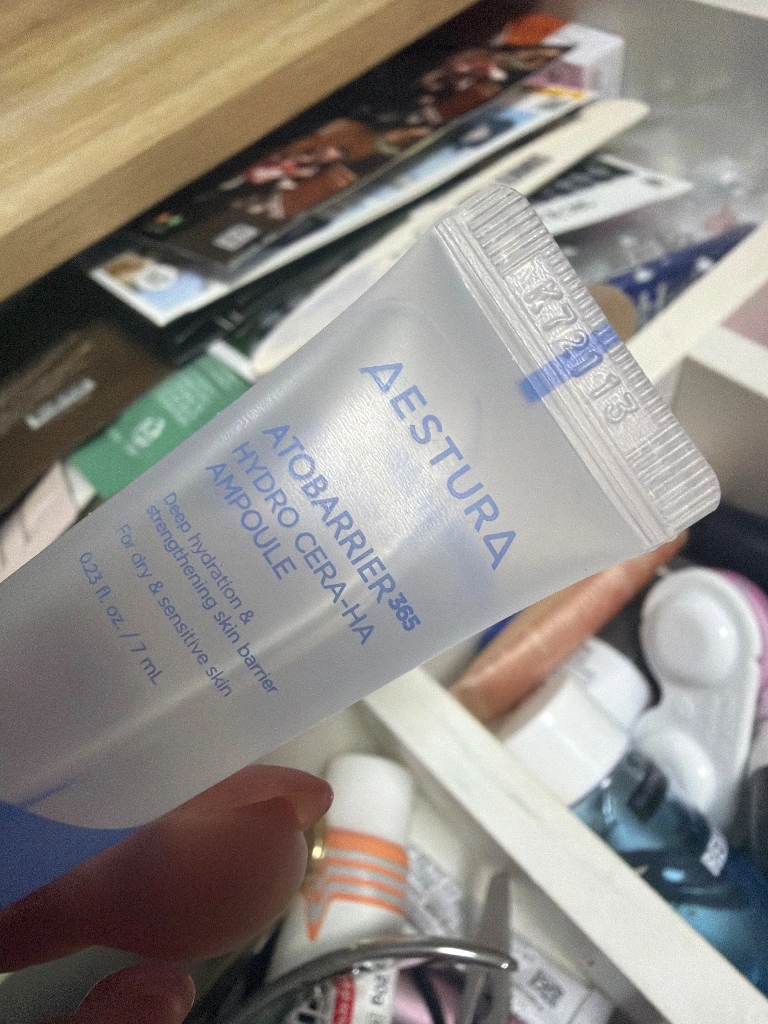 K72113
AESTURA
ATOBARRIER365
HYDRO CERA-HA
AMPOULE
Deep hydration &
strengthening skin barrier
For dry & sensitive skin
0.23 fl. oz. / 7 mL